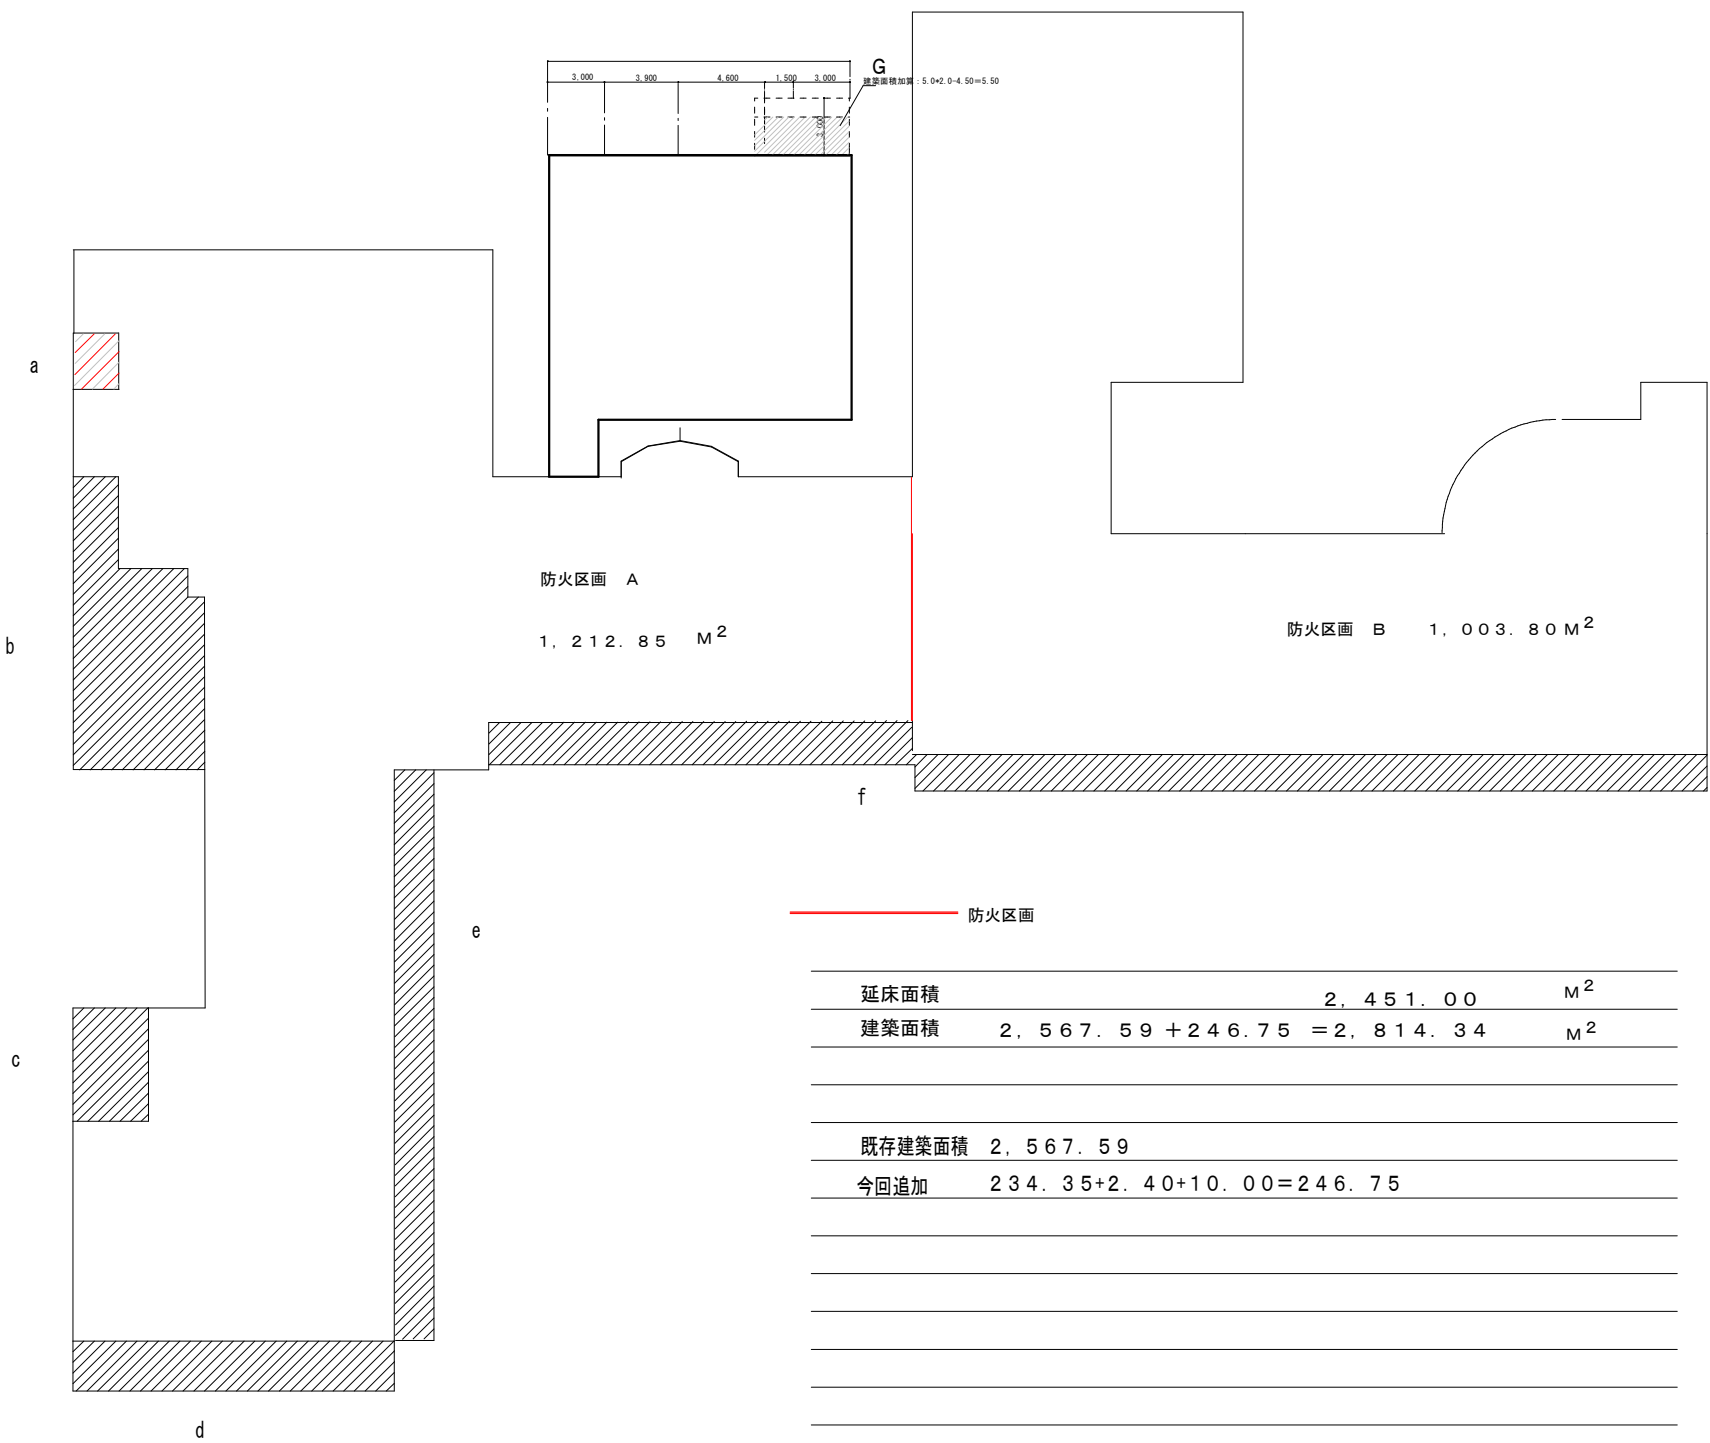 G
建築面積加算：5.0*2.0-4.50=5.50
3,000 3,900 4,600 1,500 3,000
3,000
a
防火区画　A
1, 212. 85 M2
防火区画　B 1, 003. 80 M2
b
f
e
防火区画
延床面積 2, 451. 00 M2
建築面積 2, 567. 59 +246. 75 =2, 814. 34 M2
c
既存建築面積 2, 567. 59
今回追加 234. 35+2. 40+10. 00=246. 75
d